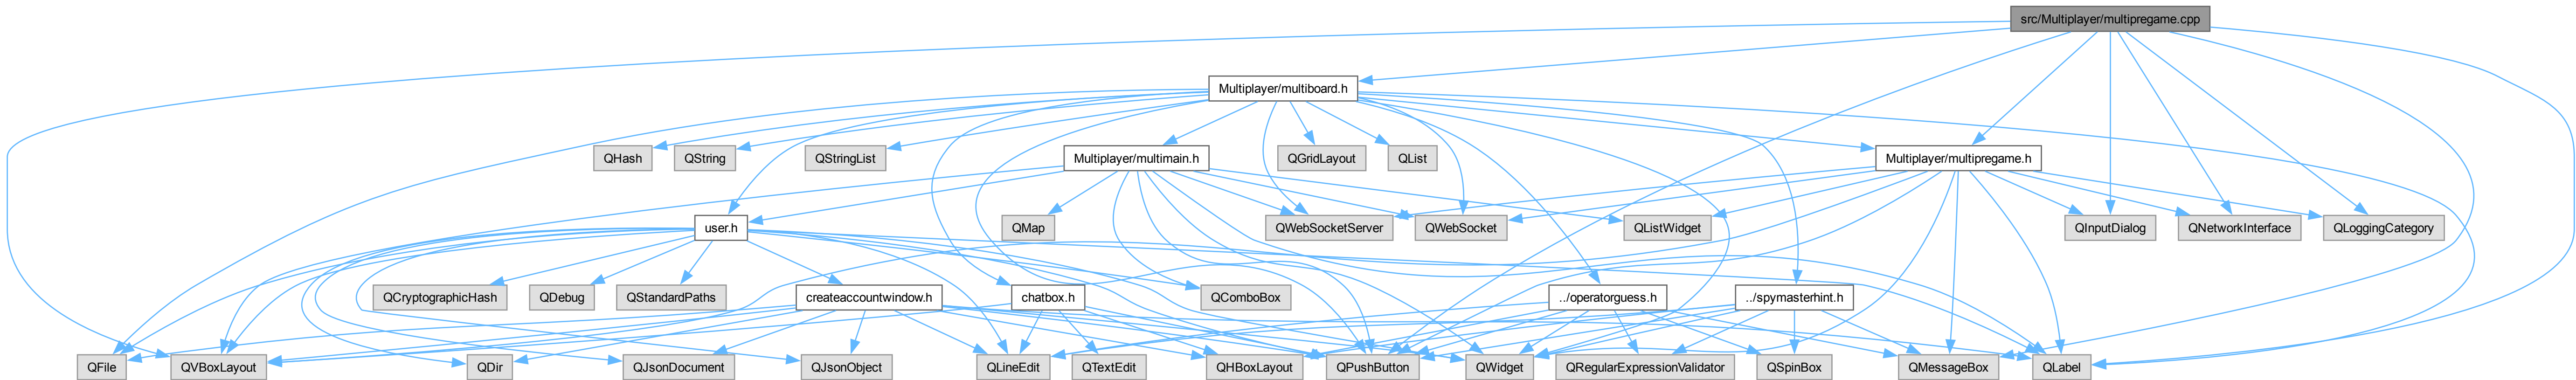 src/Multiplayer/multipregame.cpp
Multiplayer/multiboard.h
QHash
QString
QStringList
Multiplayer/multimain.h
QGridLayout
QList
Multiplayer/multipregame.h
user.h
QMap
QWebSocketServer
QWebSocket
QListWidget
QInputDialog
QNetworkInterface
QLoggingCategory
QCryptographicHash
QDebug
QStandardPaths
createaccountwindow.h
chatbox.h
QComboBox
../operatorguess.h
../spymasterhint.h
QFile
QVBoxLayout
QDir
QJsonDocument
QJsonObject
QLineEdit
QTextEdit
QHBoxLayout
QPushButton
QWidget
QRegularExpressionValidator
QSpinBox
QMessageBox
QLabel